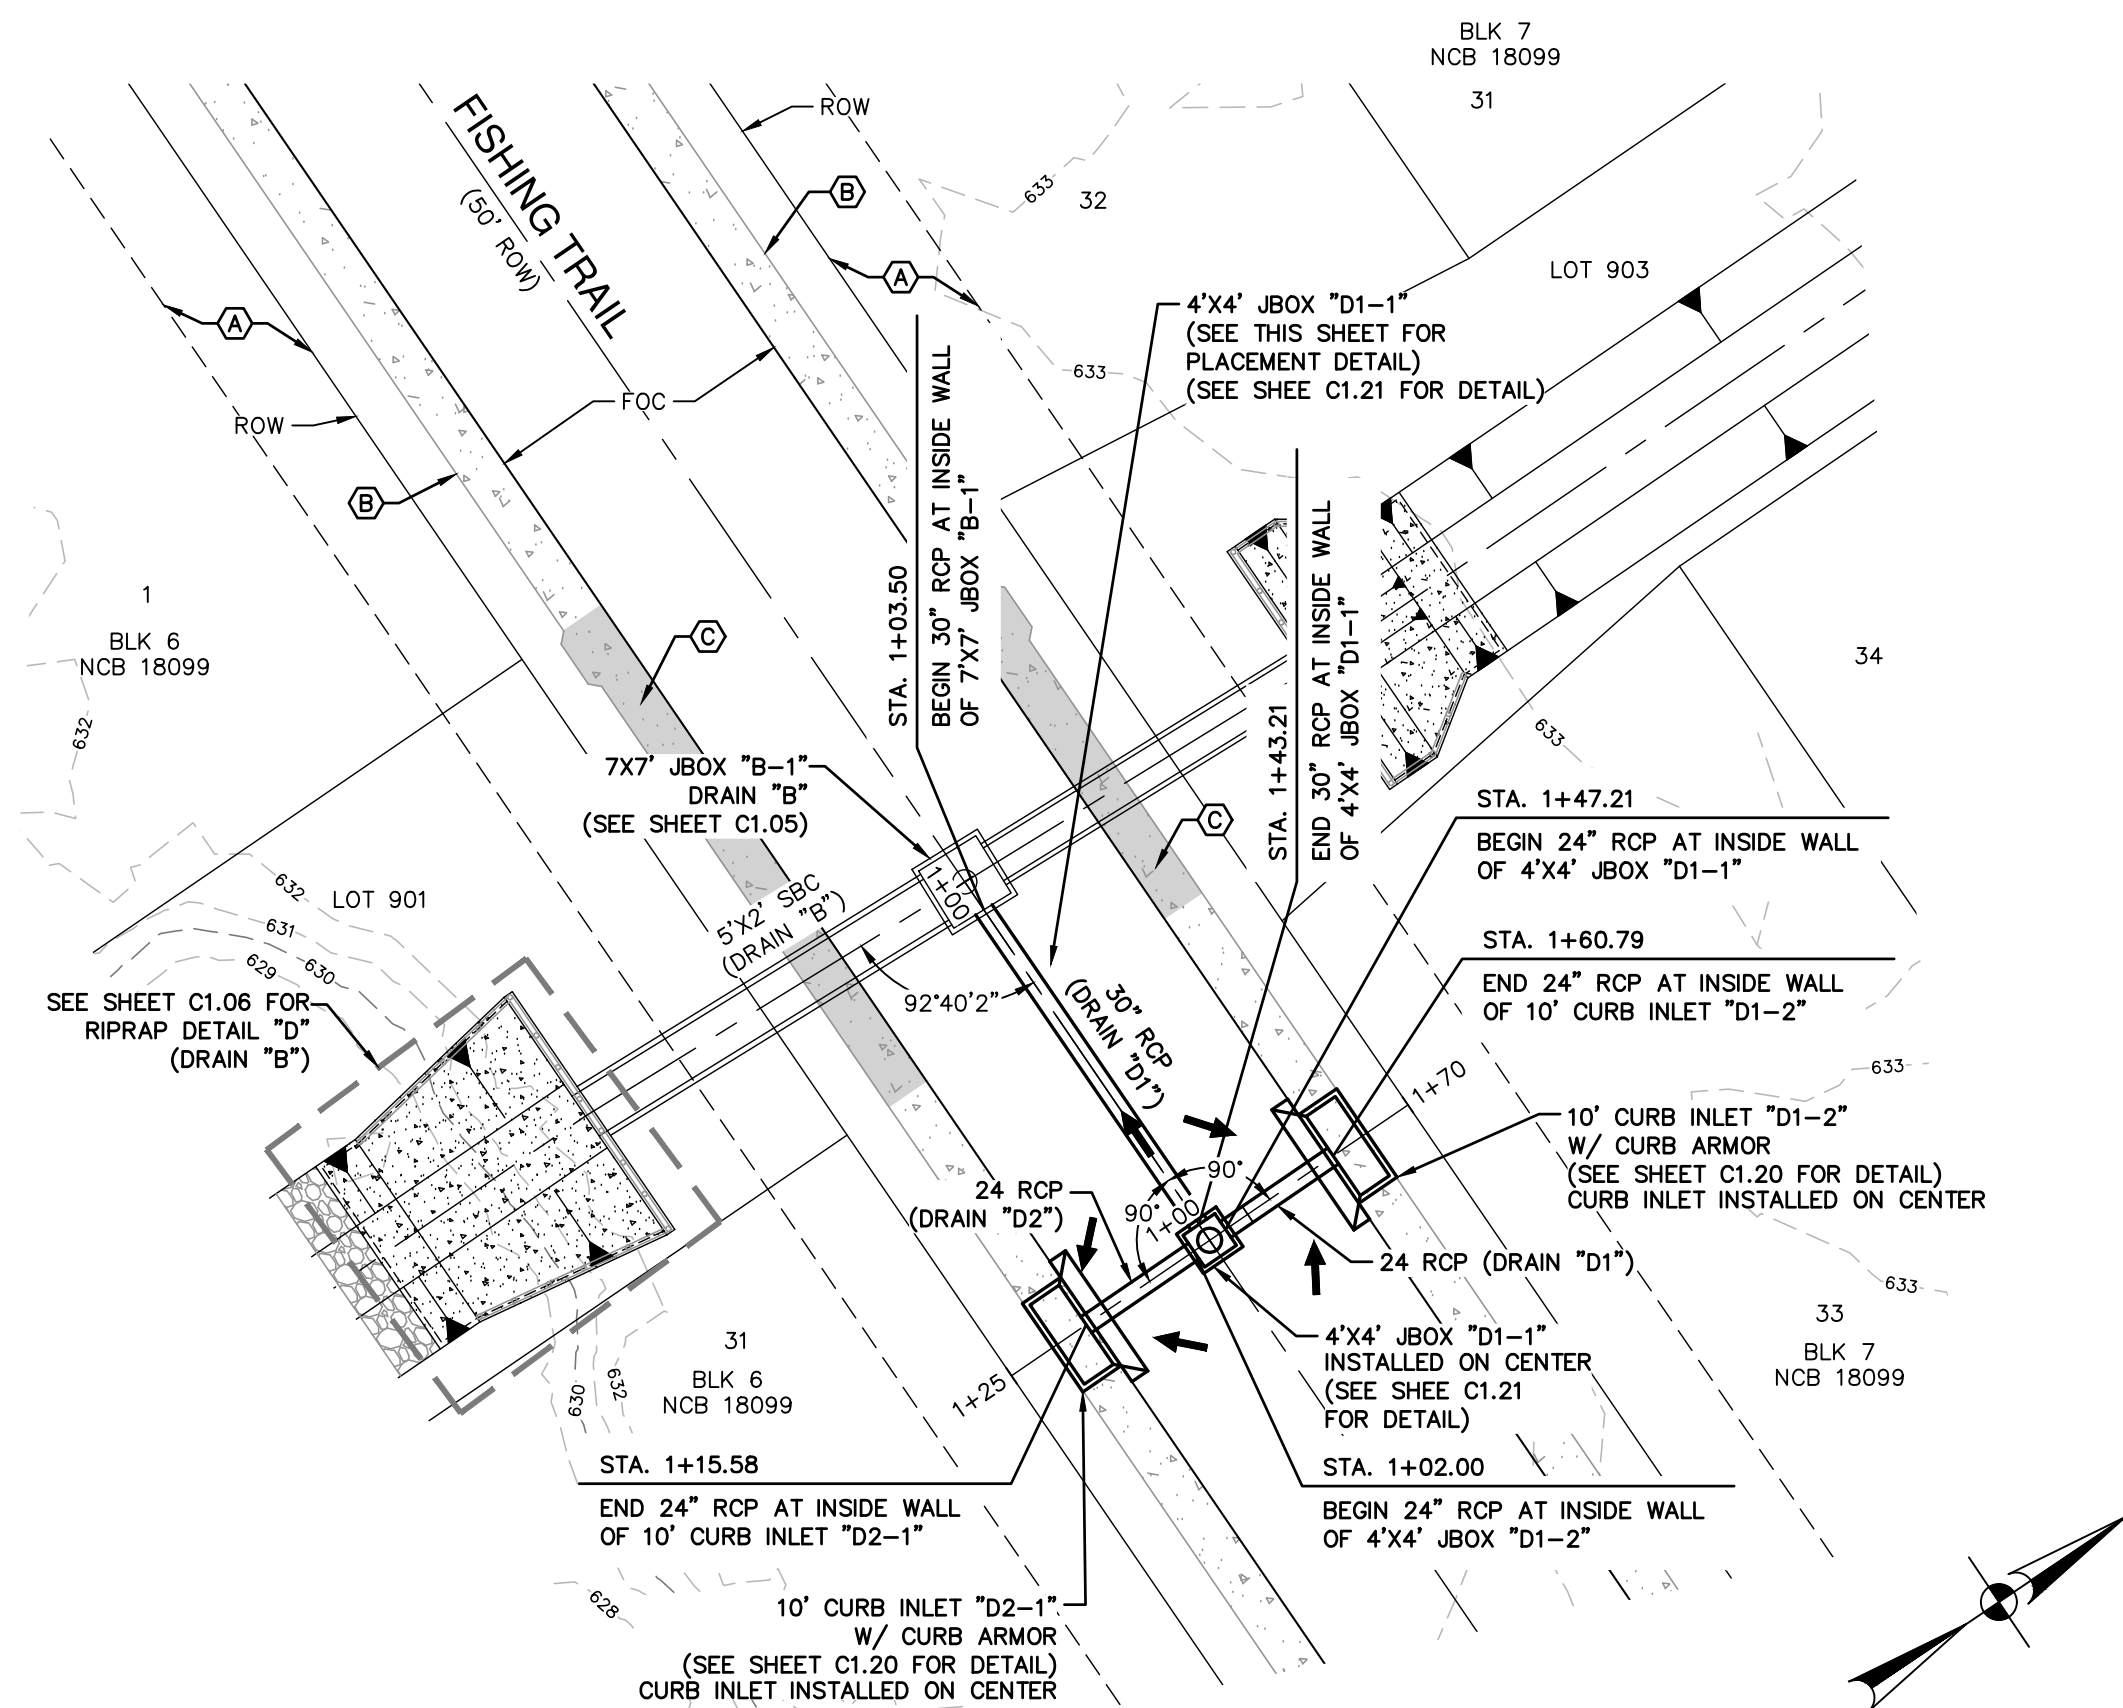 BLK 7
NCB 18099
31
ROW
FISHING TRAIL
(50' ROW)
B
633
32
A
LOT 903
4'X4' JBOX "D1-1"
(SEE THIS SHEET FOR
PLACEMENT DETAIL)
(SEE SHEE C1.21 FOR DETAIL)
A
633
FOC
ROW
B
STA. 1+03.50
BEGIN 30" RCP AT INSIDE WALL
OF 7'X7' JBOX "B-1"
STA. 1+43.21
END 30" RCP AT INSIDE WALL
OF 4'X4' JBOX "D1-1"
1
BLK 6
NCB 18099
C
34
632
633
7X7' JBOX "B-1"
DRAIN "B"
(SEE SHEET C1.05)
C
STA. 1+47.21
BEGIN 24" RCP AT INSIDE WALL
OF 4'X4' JBOX "D1-1"
1+00
632
LOT 901
631
630
629
5'X2' SBC
(DRAIN "B")
STA. 1+60.79
END 24" RCP AT INSIDE WALL
OF 10' CURB INLET "D1-2"
SEE SHEET C1.06 FOR
RIPRAP DETAIL "D"
(DRAIN "B")
92°40'2"
30" RCP
(DRAIN "D1")
1+70
633
10' CURB INLET "D1-2"
W/ CURB ARMOR
(SEE SHEET C1.20 FOR DETAIL)
CURB INLET INSTALLED ON CENTER
90°
24 RCP
(DRAIN "D2")
90°
1+00
24 RCP (DRAIN "D1")
633
33
BLK 7
NCB 18099
4'X4' JBOX "D1-1"
INSTALLED ON CENTER
(SEE SHEE C1.21
FOR DETAIL)
31
BLK 6
NCB 18099
630
632
1+25
STA. 1+15.58
END 24" RCP AT INSIDE WALL
OF 10' CURB INLET "D2-1"
STA. 1+02.00
BEGIN 24" RCP AT INSIDE WALL
OF 4'X4' JBOX "D1-2"
628
10' CURB INLET "D2-1"
W/ CURB ARMOR
(SEE SHEET C1.20 FOR DETAIL)
CURB INLET INSTALLED ON CENTER